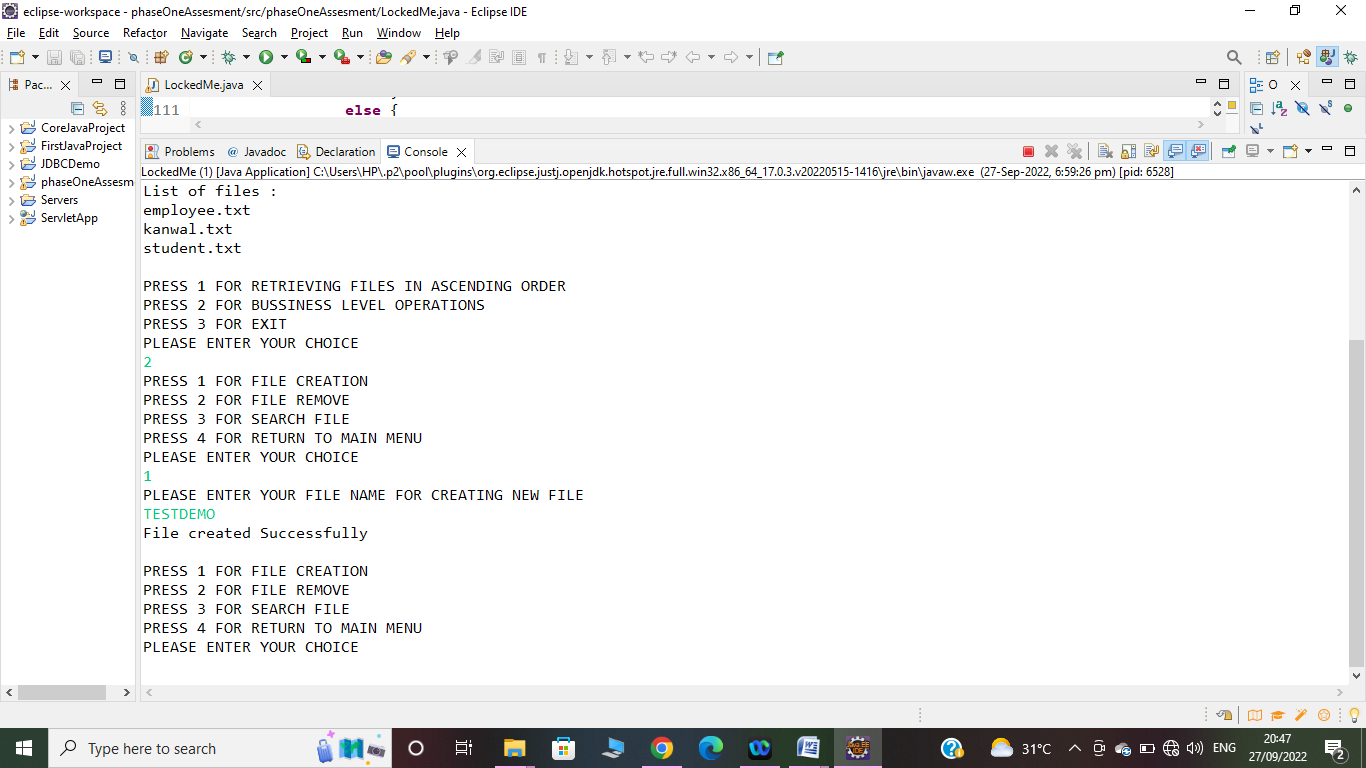 eclipse-workspace - phaseOneAssesment/src/phaseOneAssesment/LockedMe.java - Eclipse IDE
File Edit Source Refactor Navigate Search Project Run Window Help
Pac...
LockedMe.java
O
111 else {
CoreJavaProject
FirstJavaProject
JDBCDemo
phaseOneAssesm
Servers
ServletApp
Problems @ Javadoc Declaration Console
LockedMe (1) [Java Application] C:\Users\HP\.p2\pool\plugins\org.eclipse.justj.openjdk.hotspot.jre.full.win32.x86_64_17.0.3.v20220515-1416\jre\bin\javaw.exe (27-Sep-2022, 6:59:26 pm) [pid: 6528]
List of files :
employee.txt
kanwal.txt
student.txt
PRESS 1 FOR RETRIEVING FILES IN ASCENDING ORDER
PRESS 2 FOR BUSSINESS LEVEL OPERATIONS
PRESS 3 FOR EXIT
PLEASE ENTER YOUR CHOICE
2
PRESS 1 FOR FILE CREATION
PRESS 2 FOR FILE REMOVE
PRESS 3 FOR SEARCH FILE
PRESS 4 FOR RETURN TO MAIN MENU
PLEASE ENTER YOUR CHOICE
1
PLEASE ENTER YOUR FILE NAME FOR CREATING NEW FILE
TESTDEMO
File created Successfully
PRESS 1 FOR FILE CREATION
PRESS 2 FOR FILE REMOVE
PRESS 3 FOR SEARCH FILE
PRESS 4 FOR RETURN TO MAIN MENU
PLEASE ENTER YOUR CHOICE
Type here to search
31°C
ENG
20:47
27/09/2022
2